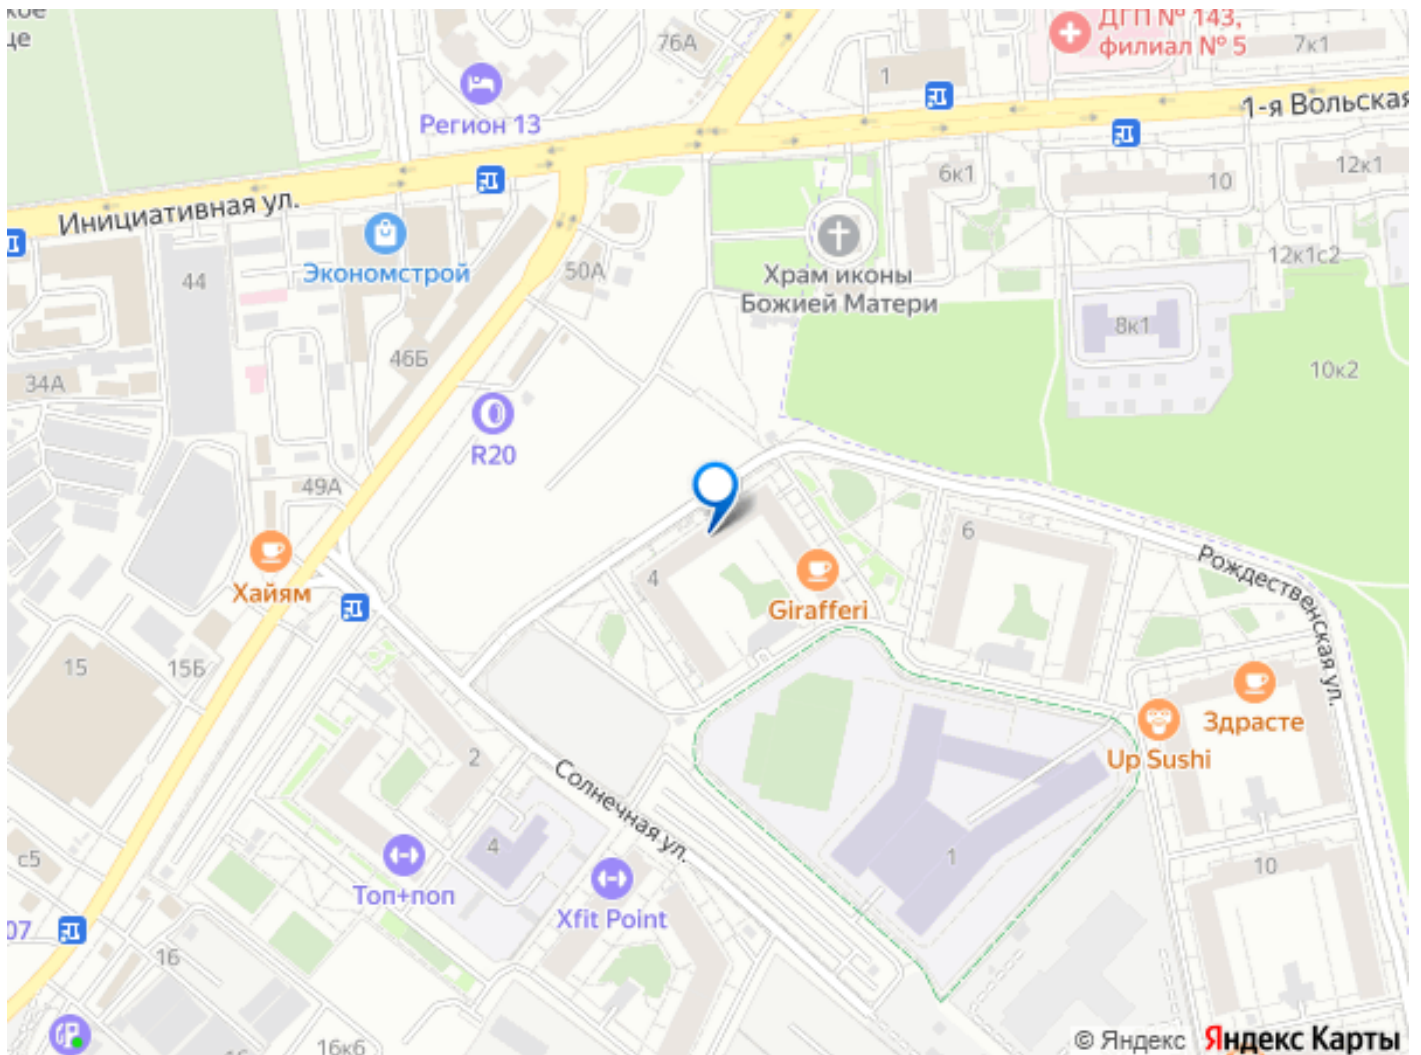 76А
ДГП № 143,
филиал № 5
7к1
1
1-я Вольская
Регион 13
Инициативная ул.
6к1
10
12к1
44
Экономстрой
50А
Храм иконы
Божией Матери
12к1с2
8к1
46Б
34А
10к2
R20
49А
Хайям
4
6
Girafferi
Рождественская ул.
15
15Б
2
Солнечная ул.
Здрасте
Up Sushi
с5
4
1
10
Топ+поп
Xfit Point
07
16
16к6
© Яндекс Яндекс Карты